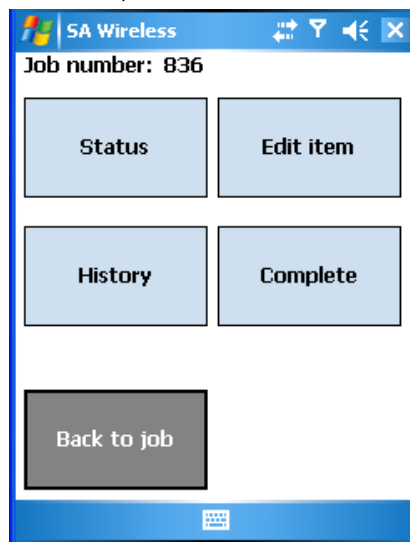 SA Wireless
Job number: 836
Status
Edit item
History
Complete
Back to job